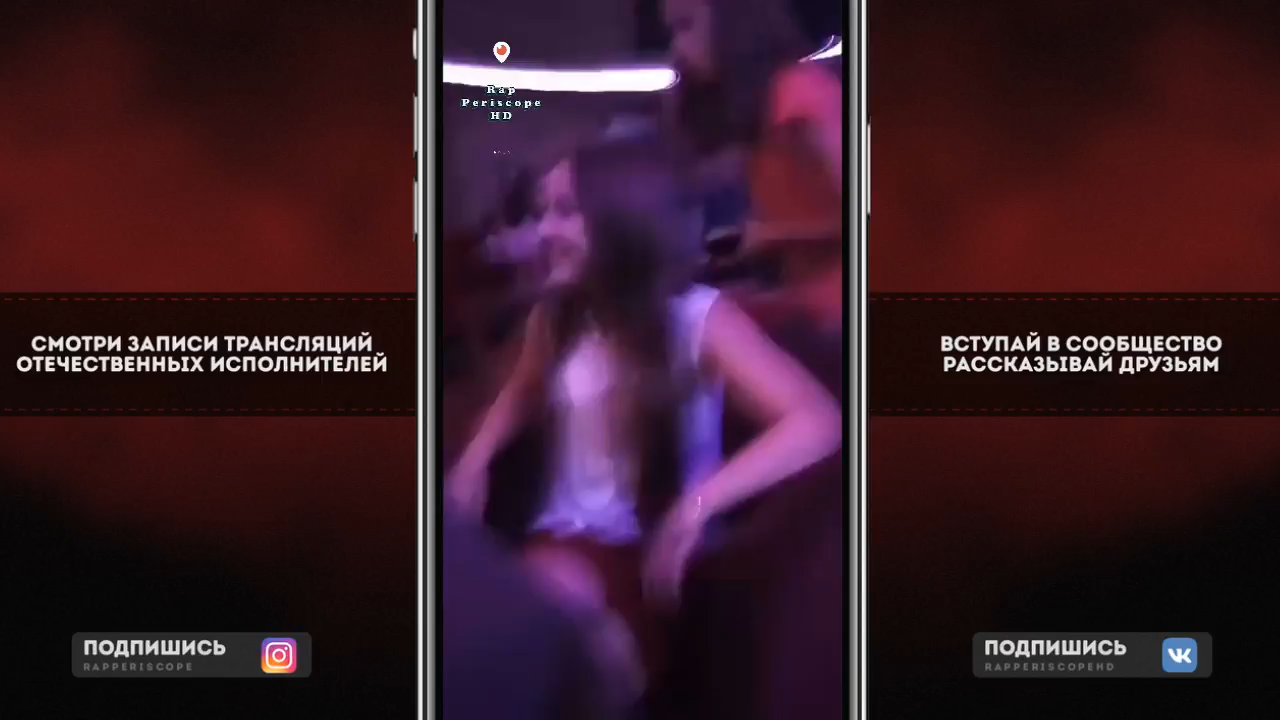 Rap
Periscope
HD
СМОТРИ ЗАПИСИ ТРАНСЛЯЦИЙ
ОТЕЧЕСТВЕННЫХ ИСПОЛНИТЕЛЕЙ
ВСТУПАЙ В СООБЩЕСТВО
РАССКАЗЫВАЙ ДРУЗЬЯМ
ПОДПИШИСЬ
RAPPERISCOPE
ПОДПИШИСЬ
RAPPERISCOPEHD